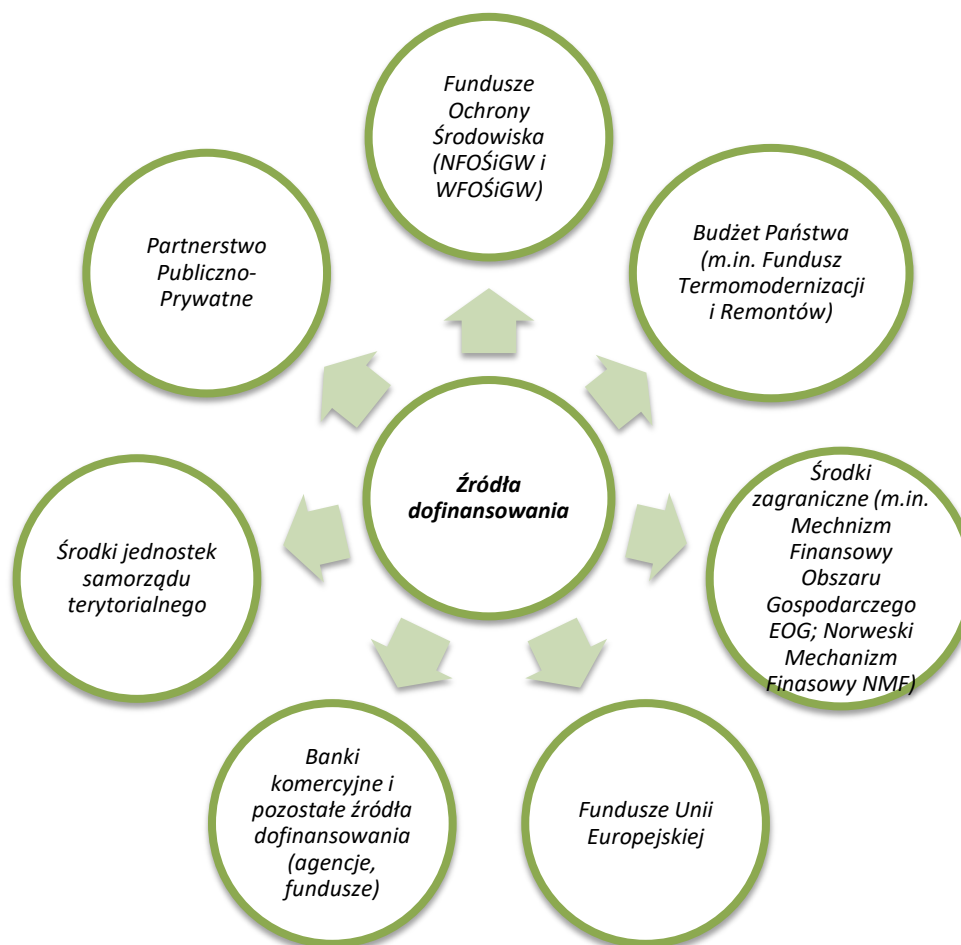 Fundusze
Ochrony
Środowiska
(NFOŚiGW i
WFOŚiGW)
Budżet Państwa
(m.in. Fundusz
Termomodernizacji
i Remontów)
Środki
zagraniczne (m.in.
Mechnizm
Finansowy
Obszaru
Gospodarczego
EOG; Norweski
Mechanizm
Finasowy NMF)
Fundusze Unii
Europejskiej
Banki
komercyjne i
pozostałe źródła
dofinansowania
(agencje,
fundusze)
Środki jednostek
samorządu
terytorialnego
Partnerstwo
Publiczno-
Prywatne
Źródła
dofinansowania